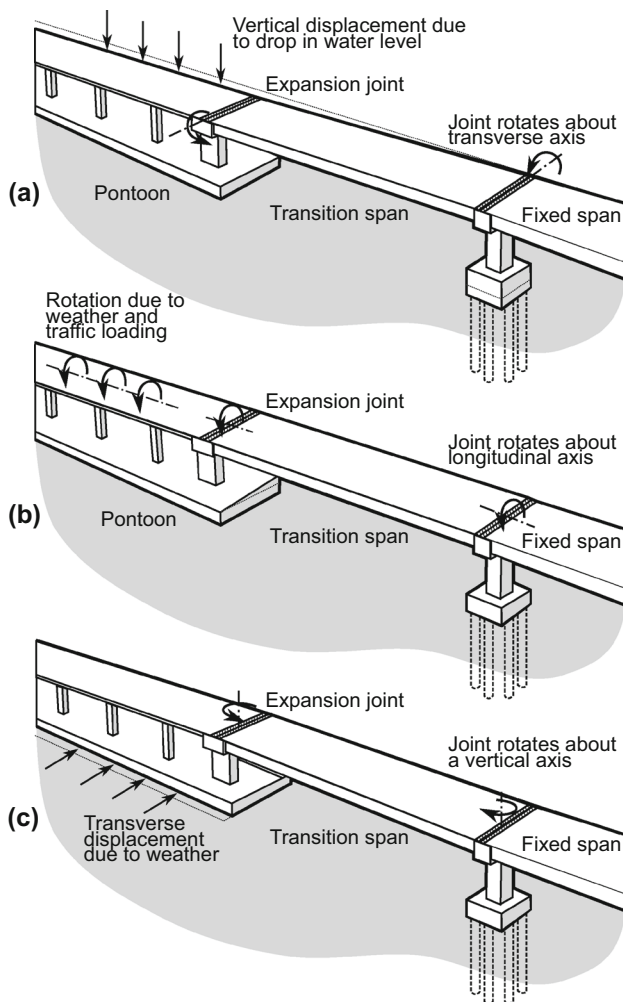 Vertical displacement due
to drop in water level
Expansion joint
Joint rotates about
transverse axis
(a)
Pontoon
Transition span
Fixed span
Rotation due to
weather and
traffic loading
Expansion joint
Joint rotates about
longitudinal axis
(b)
Pontoon
Transition span
Fixed span
Expansion joint
Joint rotates about
a vertical axis
(c)
Transverse
displacement
due to weather
Transition span
Fixed span